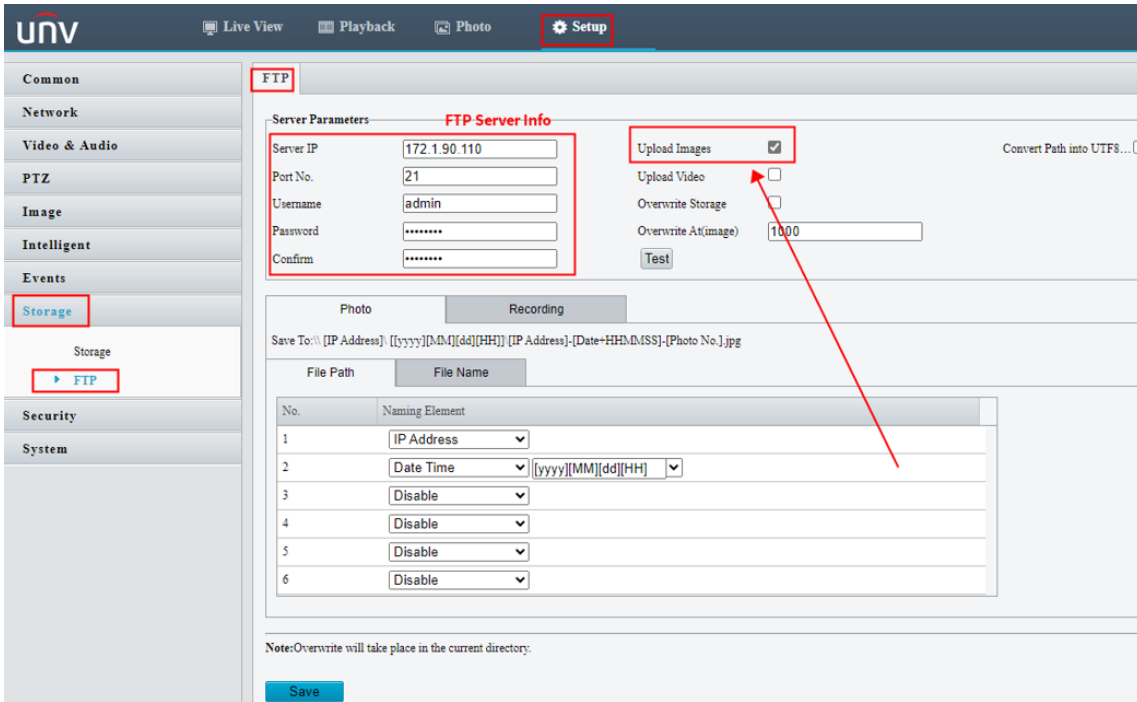 unv Live View Playback Photo Setup
Common
Network
Video & Audio
PTZ
Image
Intelligent
Events
Storage
Storage
FTP
Security
System
FTP
Server Parameters FTP Server Info
Server IP 172.1.90.110 Upload Images Convert Path into UTF8...
Port No. 21 Upload Video
Username admin Overwrite Storage
Password •••••••• Overwrite At(image) 1000
Confirm •••••••• Test
Photo Recording
Save To:\\ [IP Address]\ [[yyyy][MM][dd][HH]]\[IP Address]-[Date+HHMMSS]-[Photo No.].jpg
File Path File Name
No. Naming Element
1 IP Address
2 Date Time [yyyy][MM][dd][HH]
3 Disable
4 Disable
5 Disable
6 Disable
Note:Overwrite will take place in the current directory.
Save